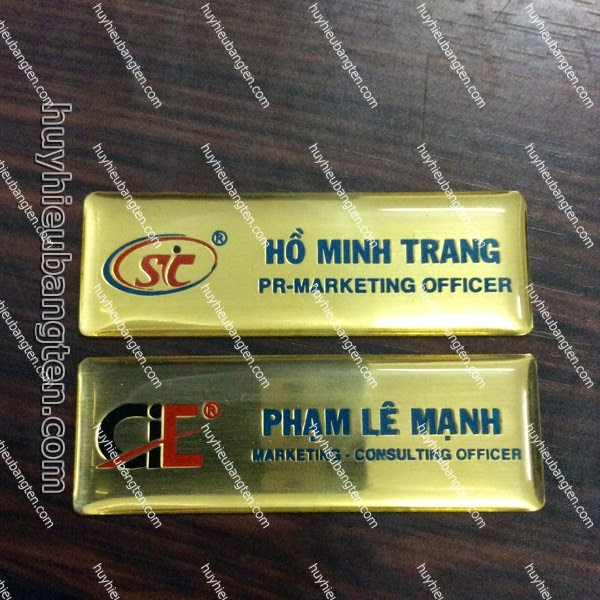 SIC ®
HỒ MINH TRANG
PR-MARKETING OFFICER
CIE ®
PHẠM LÊ MẠNH
MARKETING - CONSULTING OFFICER
huyhieubangten.com